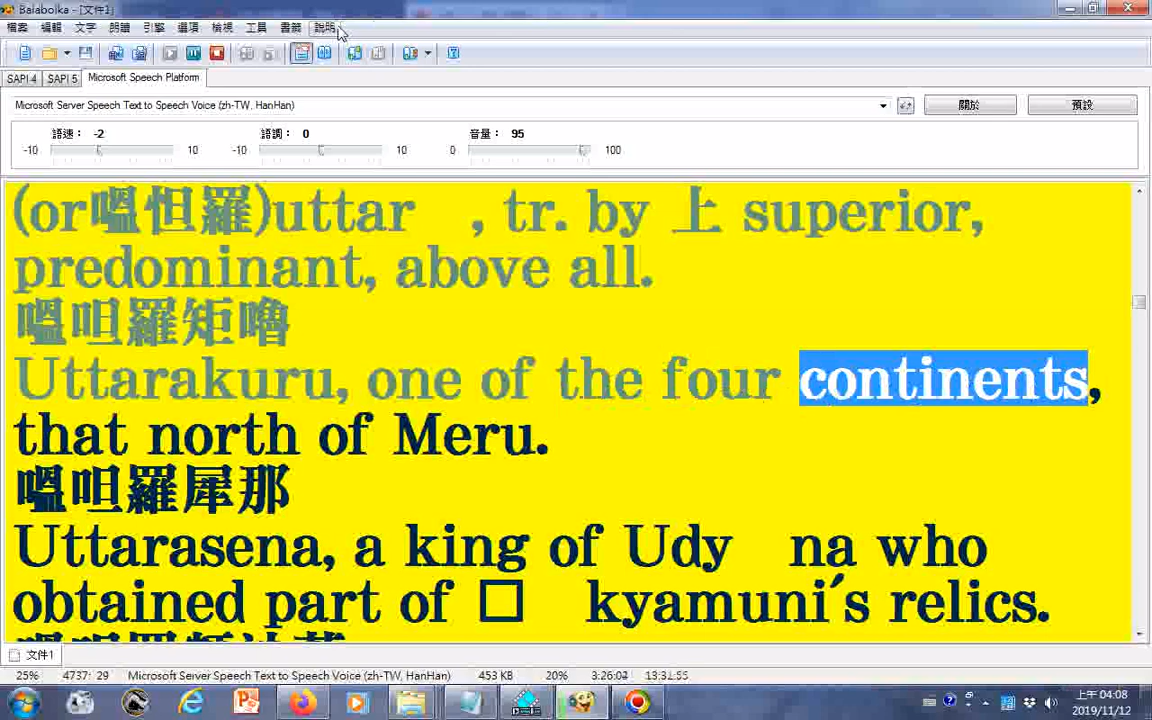 Balabolka - [文件1]
檔案 編輯 文字 朗讀 引擎 選項 檢視 工具 書籤 說明
SAPI 4 SAPI 5 Microsoft Speech Platform
Microsoft Server Speech Text to Speech Voice (zh-TW, HanHan) 關於 預設
語速： -2 語調： 0 音量： 95
-10 10 -10 10 0 100
(or嗢怛羅)uttar , tr. by 上 superior,
predominant, above all.
嗢呾羅矩嚕
Uttarakuru, one of the four continents,
that north of Meru.
嗢呾羅犀那
Uttarasena, a king of Udy na who
obtained part of □ kyamuni′s relics.
文件1
25% 4737: 29 Microsoft Server Speech Text to Speech Voice (zh-TW, HanHan) 453 KB 20% 3:26:04 13:31:55
上午 04:08
2019/11/12